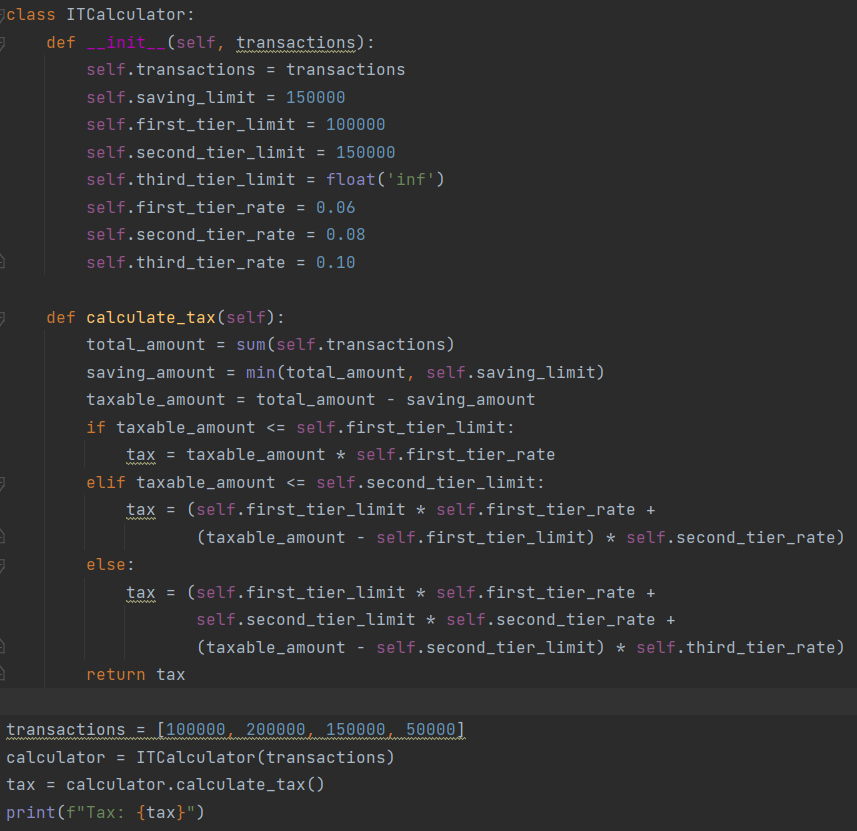 class ITCalculator:
    def __init__(self, transactions):
        self.transactions = transactions
        self.saving_limit = 150000
        self.first_tier_limit = 100000
        self.second_tier_limit = 150000
        self.third_tier_limit = float('inf')
        self.first_tier_rate = 0.06
        self.second_tier_rate = 0.08
        self.third_tier_rate = 0.10

    def calculate_tax(self):
        total_amount = sum(self.transactions)
        saving_amount = min(total_amount, self.saving_limit)
        taxable_amount = total_amount - saving_amount
        if taxable_amount <= self.first_tier_limit:
            tax = taxable_amount * self.first_tier_rate
        elif taxable_amount <= self.second_tier_limit:
            tax = (self.first_tier_limit * self.first_tier_rate +
                   (taxable_amount - self.first_tier_limit) * self.second_tier_rate)
        else:
            tax = (self.first_tier_limit * self.first_tier_rate +
                   self.second_tier_limit * self.second_tier_rate +
                   (taxable_amount - self.second_tier_limit) * self.third_tier_rate)
        return tax

transactions = [100000, 200000, 150000, 50000]
calculator = ITCalculator(transactions)
tax = calculator.calculate_tax()
print(f"Tax: {tax}")